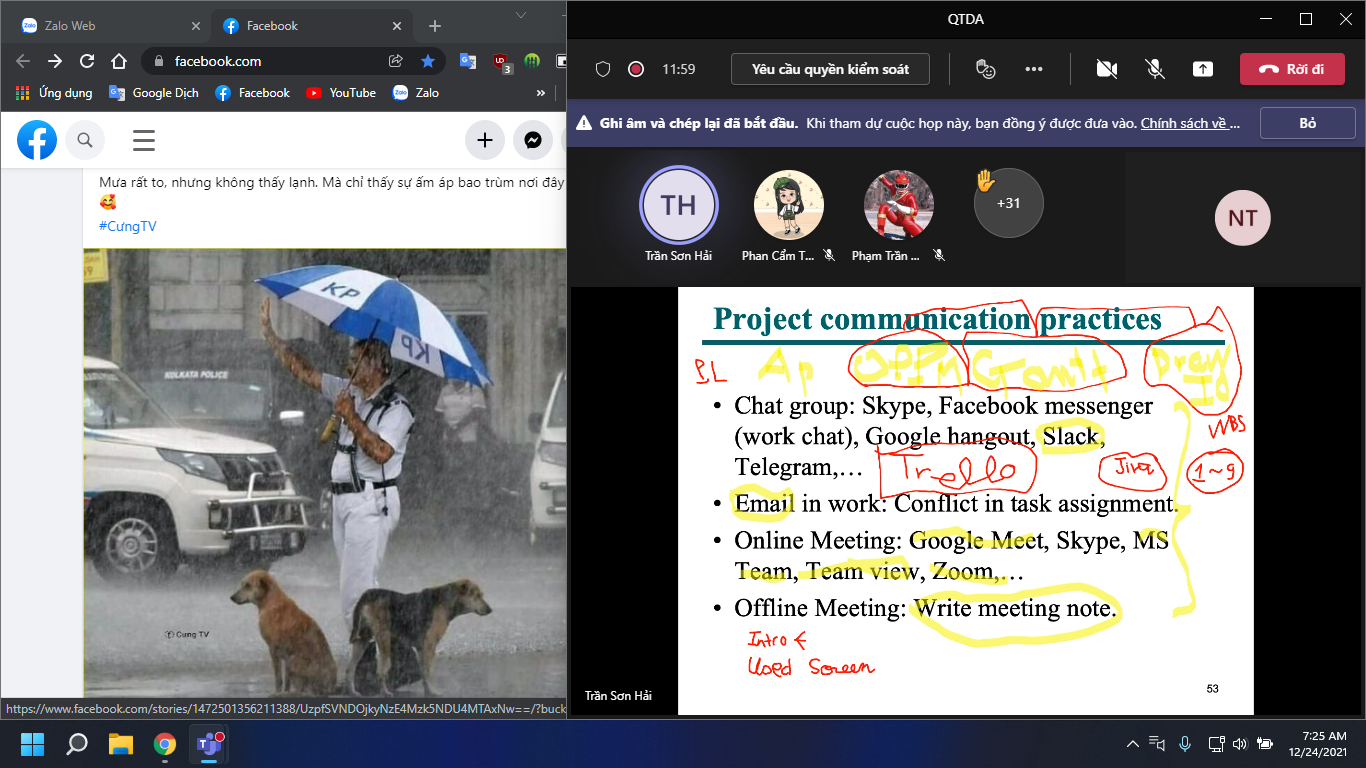 Zalo Web
Facebook
facebook.com
3
Ứng dụng
Google Dịch
Facebook
YouTube
Zalo
»
Mưa rất to, nhưng không thấy lạnh. Mà chỉ thấy sự ấm áp bao trùm nơi đây
#CưngTV
KP
KP
KOLKATA POLICE
Cưng TV
https://www.facebook.com/stories/1472501356211388/UzpfSVNDOjkyNzE4Mzk5NDU4MTAxNw==/?buck
QTDA
11:59
Yêu cầu quyền kiểm soát
Rời đi
Ghi âm và chép lại đã bắt đầu. Khi tham dự cuộc họp này, bạn đồng ý được đưa vào. Chính sách về ...
Bỏ
TH
Trần Sơn Hải
Phan Cẩm T...
Phạm Trần ...
+31
NT
Project communication practices
Ap
Gantt
Draw
IO
• Chat group: Skype, Facebook messenger
(work chat), Google hangout, Slack,
Telegram,…
WBS
Trello
Jira
1~9
• Email in work: Conflict in task assignment.
• Online Meeting: Google Meet, Skype, MS
Team, Team view, Zoom,…
• Offline Meeting: Write meeting note.
Intro
Used Screen
53
Trần Sơn Hải
7:25 AM
12/24/2021